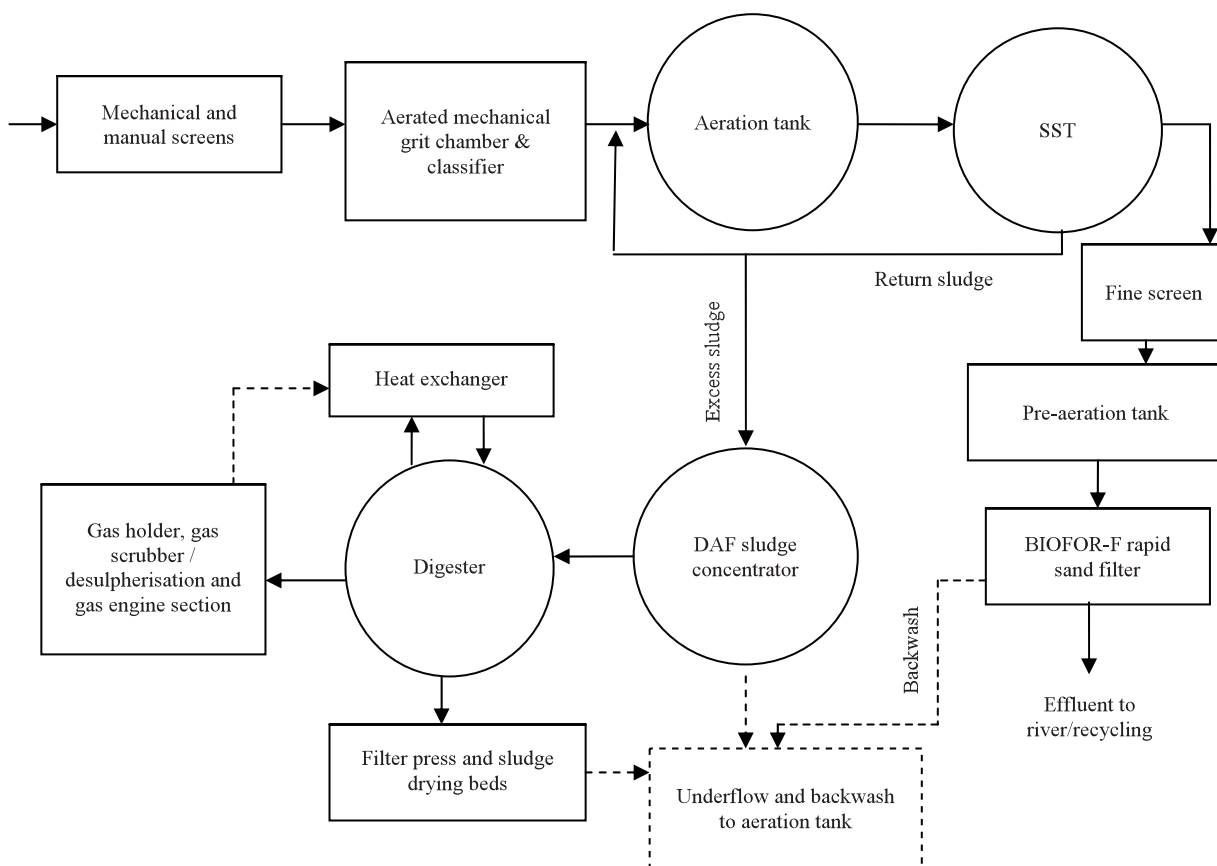 Mechanical and
manual screens
Aerated mechanical
grit chamber &
classifier
Aeration tank
SST
Return sludge
Fine screen
Excess sludge
Heat exchanger
Pre-aeration tank
Gas holder, gas
scrubber /
desulpherisation and
gas engine section
Digester
DAF sludge
concentrator
BIOFOR-F rapid
sand filter
Backwash
Effluent to
river/recycling
Filter press and sludge
drying beds
Underflow and backwash
to aeration tank